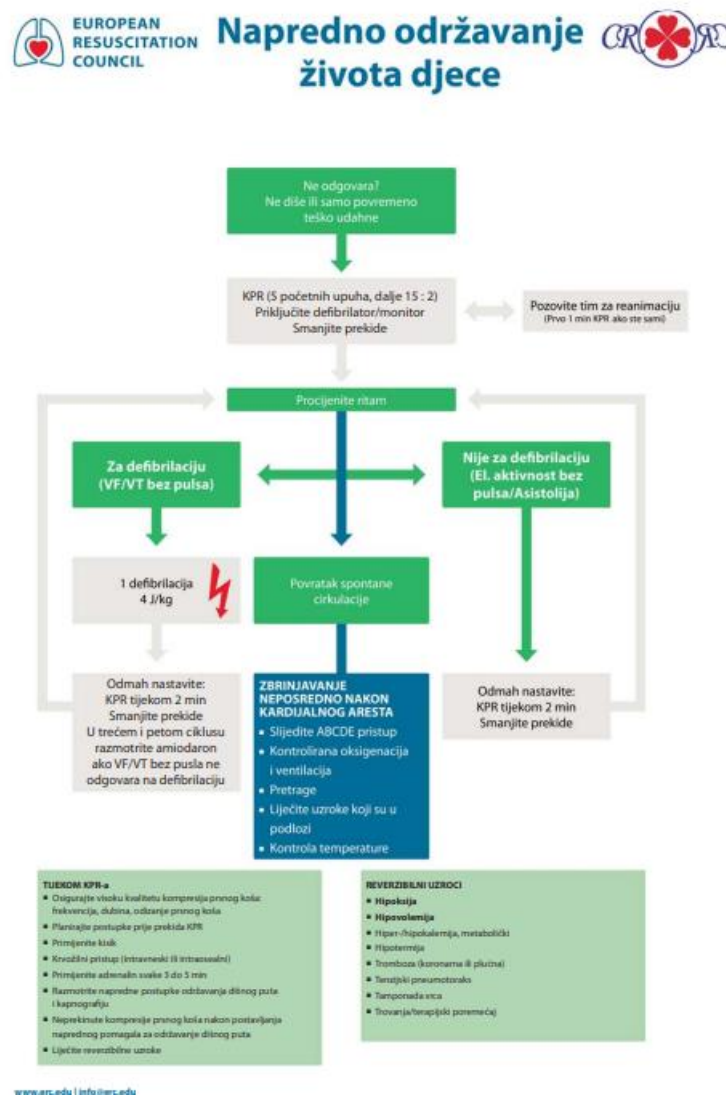 EUROPEAN
RESUSCITATION
COUNCIL
Napredno održavanje
života djece
Ne odgovara?
Ne diše ili samo povremeno
teško udahne
KPR (5 početnih upuha, dalje 15 : 2)
Priključite defibrilator/monitor
Smanjite prekide
Pozovite tim za reanimaciju
(Prvo 1 min KPR ako ste sami)
Procijenite ritam
Za defibrilaciju
(VF/VT bez pulsa)
Nije za defibrilaciju
(El. aktivnost bez
pulsa/Asistolija)
1 defibrilacija
4 J/kg
Povratak spontane
cirkulacije
Odmah nastavite:
KPR tijekom 2 min
Smanjite prekide
U trećem i petom ciklusu
razmotrite amiodaron
ako VF/VT bez pusla ne
odgovara na defibrilaciju
ZBRINJAVANJE
NEPOSREDNO NAKON
KARDIJALNOG ARESTA
• Slijedite ABCDE pristup
• Kontrolirana oksigenacija
i ventilacija
• Pretrage
• Liječite uzroke koji su u
podlozi
• Kontrola temperature
Odmah nastavite:
KPR tijekom 2 min
Smanjite prekide
TIJEKOM KPR-a
▪ Osigurajte visoku kvalitetu kompresija prsnog koša:
frekvencija, dubina, odizanje prsnog koša
▪ Planirajte postupke prije prekida KPR
▪ Primijenite kisik
▪ Krvožilni pristup (intravenski ili intraosealni)
▪ Primijenite adrenalin svake 3 do 5 min
▪ Razmotrite napredne postupke održavanja dišnog puta
i kapnografiju
▪ Neprekinute kompresije prsnog koša nakon postavljanja
naprednog pomagala za održavanje dišnog puta
▪ Liječite reverzibilne uzroke
REVERZIBILNI UZROCI
▪ Hipoksija
▪ Hipovolemija
▪ Hiper-/hipokalemija, metabolički
▪ Hipotermija
▪ Tromboza (koronarna ili plućna)
▪ Tenzijski pneumotoraks
▪ Tamponada srca
▪ Trovanja/terapijski poremećaj
www.erc.edu | info@erc.edu